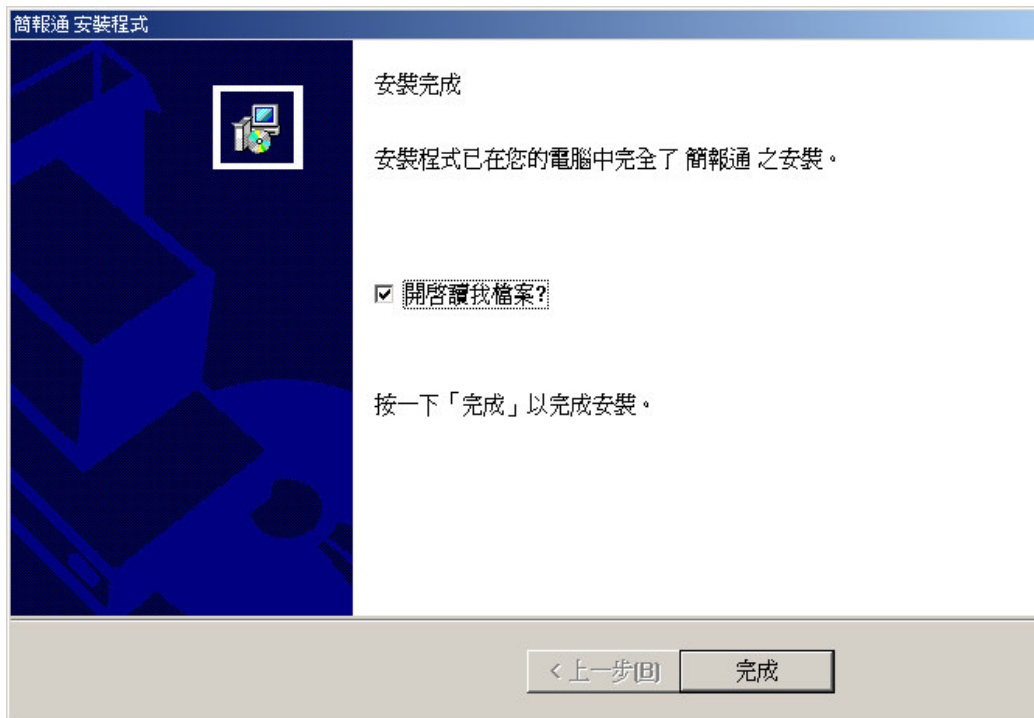 簡報通 安裝程式
安裝完成
安裝程式已在您的電腦中完全了 簡報通 之安裝。
開啓讀我檔案?
按一下「完成」以完成安裝。
< 上一步(B)
完成